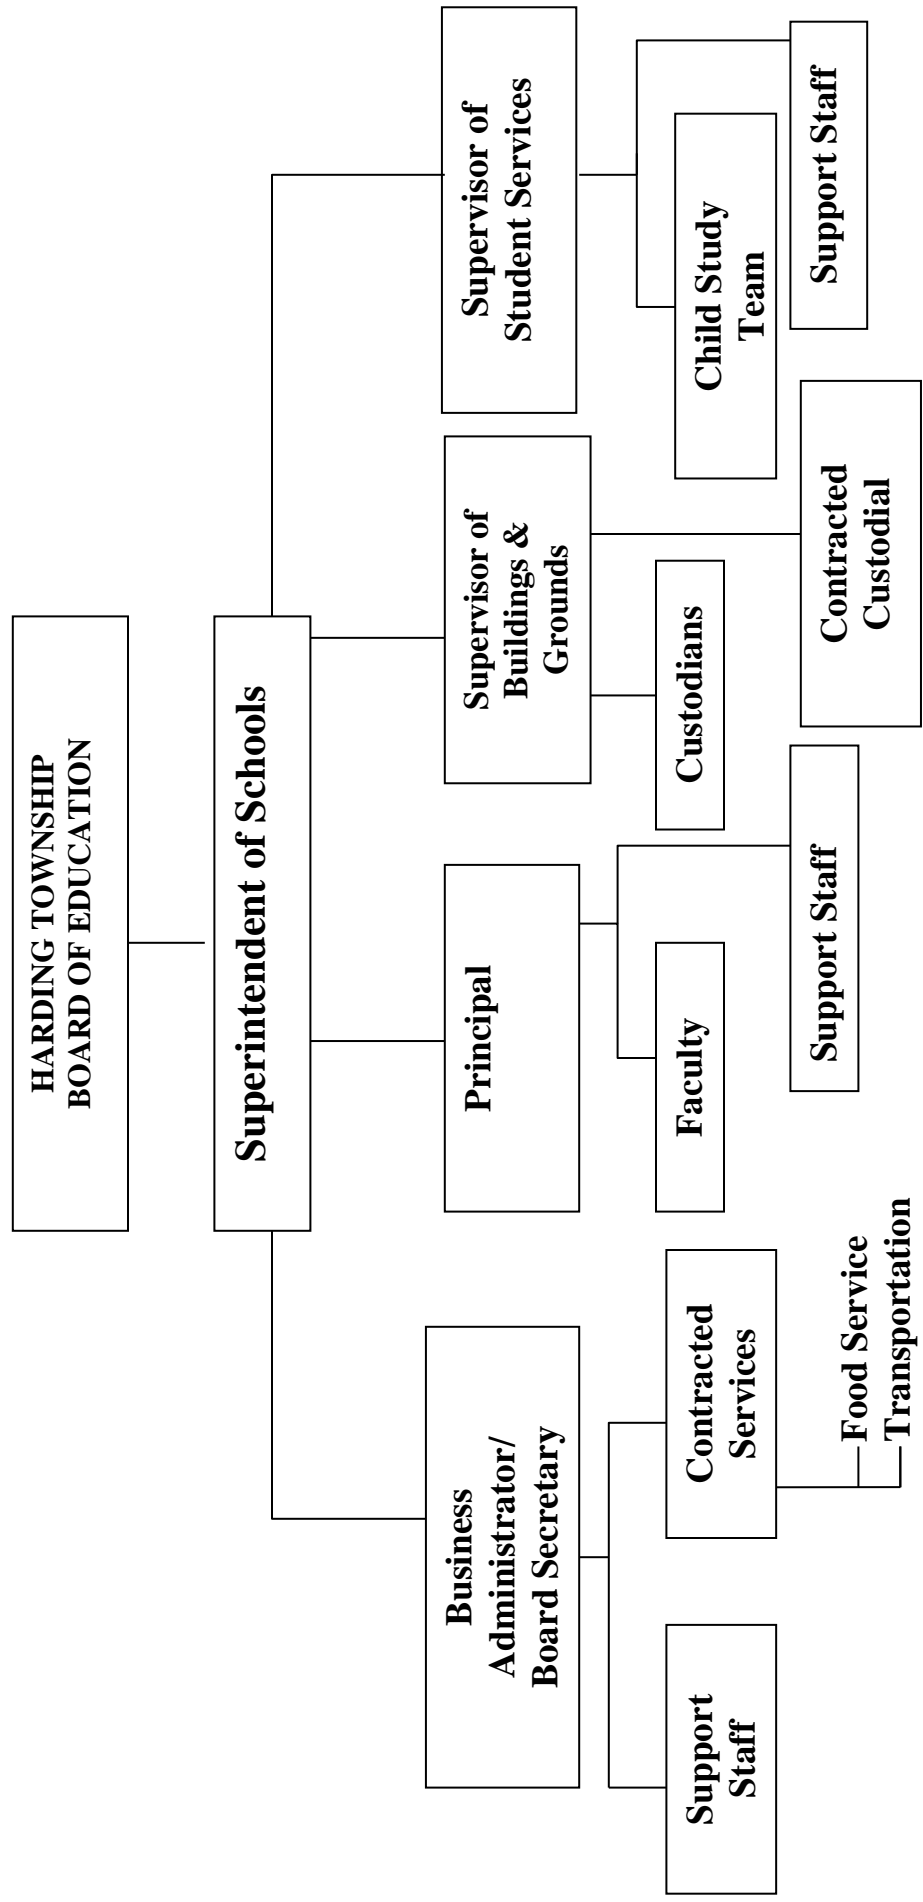 HARDING TOWNSHIP
BOARD OF EDUCATION
Superintendent of Schools
Business
Administrator/
Board Secretary
Principal
Supervisor of
Buildings &
Grounds
Supervisor of
Student Services
Support
Staff
Contracted
Services
Food Service
Transportation
Faculty
Support Staff
Custodians
Contracted
Custodial
Child Study
Team
Support Staff